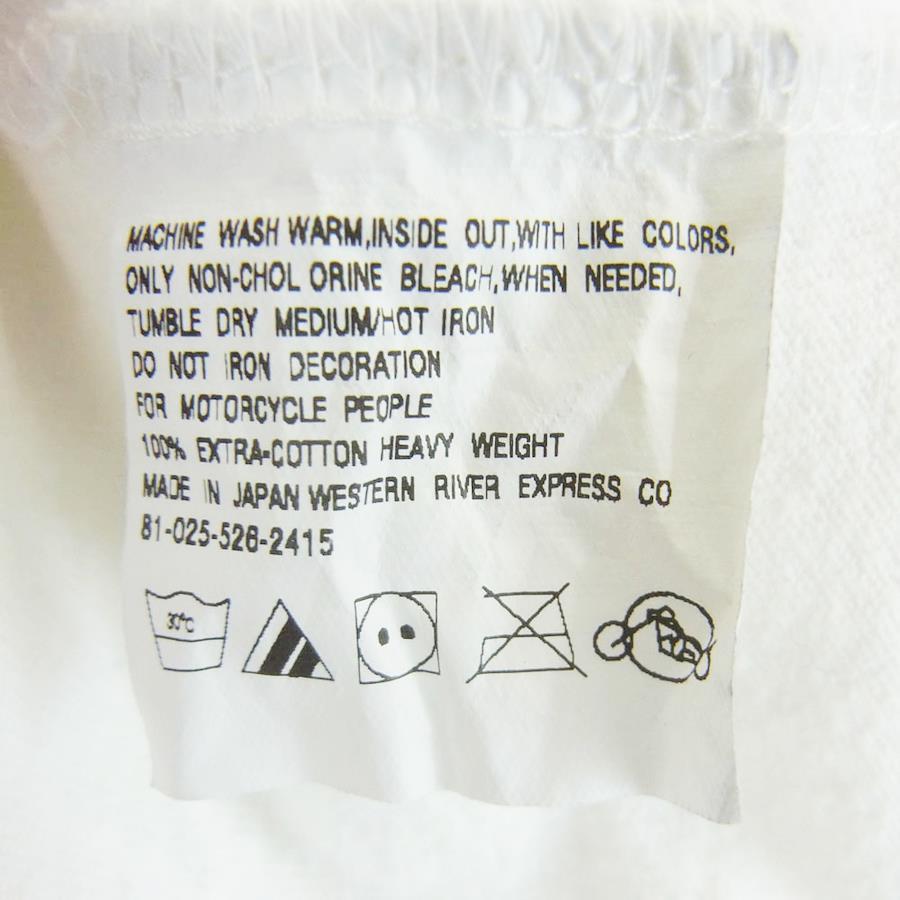 MACHINE WASH WARM,INSIDE OUT,WITH LIKE COLORS,
ONLY NON-CHOL ORINE BLEACH,WHEN NEEDED,
TUMBLE DRY MEDIUM/HOT IRON
DO NOT IRON DECORATION
FOR MOTORCYCLE PEOPLE
100% EXTRA-COTTON HEAVY WEIGHT
MADE IN JAPAN WESTERN RIVER EXPRESS CO
81-025-526-2415
30°C